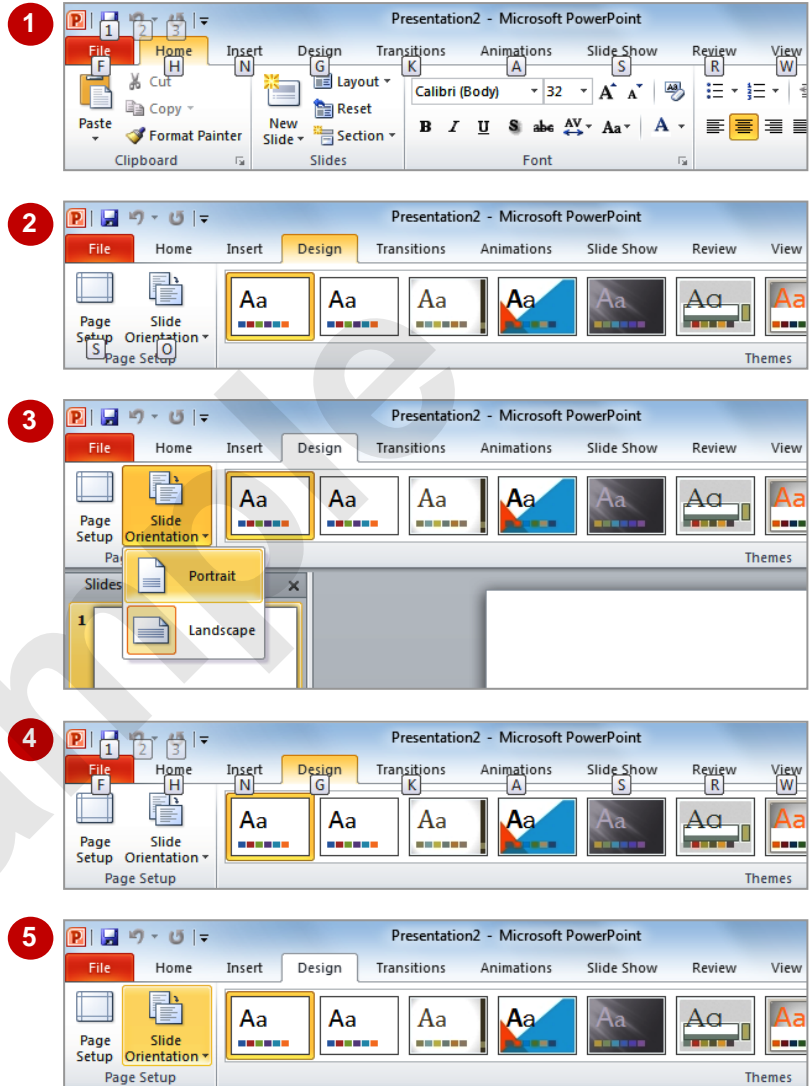 1
Presentation2 - Microsoft PowerPoint
1 2 3
File Home Insert Design Transitions Animations Slide Show Review View
F H N G K A S R W
Cut
Layout
Calibri (Body) 32 A A
Copy
Reset
Paste
New
Format Painter
Slide
Section
B I U S abc AV Aa A
Clipboard Slides Font
2
Presentation2 - Microsoft PowerPoint
File Home Insert Design Transitions Animations Slide Show Review View
Aa Aa Aa Aa Aa Aa Aa
Page Slide
Setup Orientation
S O
Page Setup Themes
3
Presentation2 - Microsoft PowerPoint
File Home Insert Design Transitions Animations Slide Show Review View
Aa Aa Aa Aa Aa Aa Aa
Page Slide
Setup Orientation
Themes
Portrait
Slides
1
Landscape
4
Presentation2 - Microsoft PowerPoint
1 2 3
File Home Insert Design Transitions Animations Slide Show Review View
F H N G K A S R W
Aa Aa Aa Aa Aa Aa Aa
Page Slide
Setup Orientation
Page Setup Themes
5
Presentation2 - Microsoft PowerPoint
File Home Insert Design Transitions Animations Slide Show Review View
Aa Aa Aa Aa Aa Aa Aa
Page Slide
Setup Orientation
Page Setup Themes